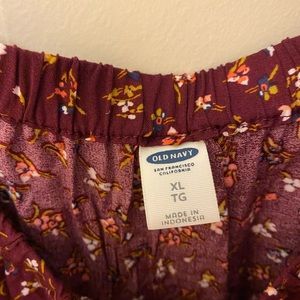 OLD NAVY
SAN FRANCISCO
CALIFORNIA
XL
TG
MADE IN
INDONESIA